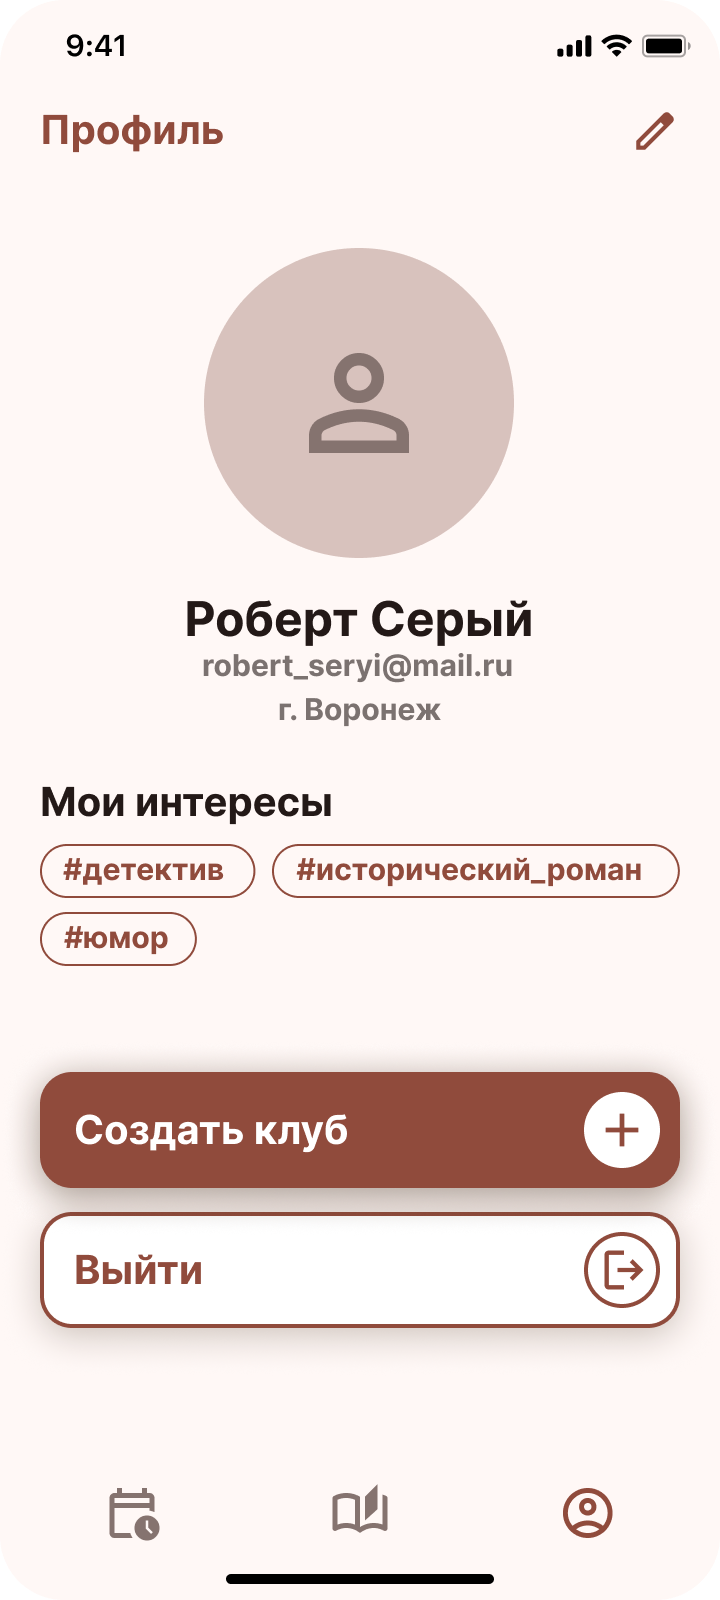 9:41
Профиль
Роберт Серый
robert_seryi@mail.ru
г. Воронеж
Мои интересы
#детектив #исторический_роман
#юмор
Создать клуб
Выйти